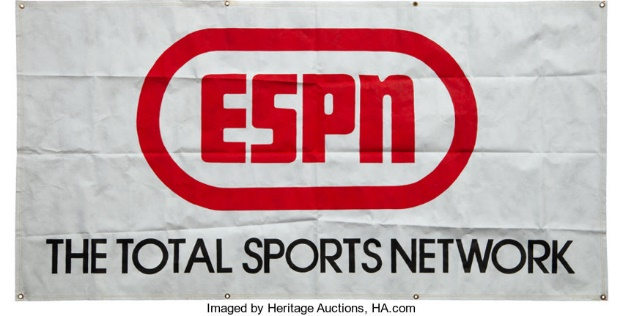 ESPN
THE TOTAL SPORTS NETWORK
Imaged by Heritage Auctions, HA.com